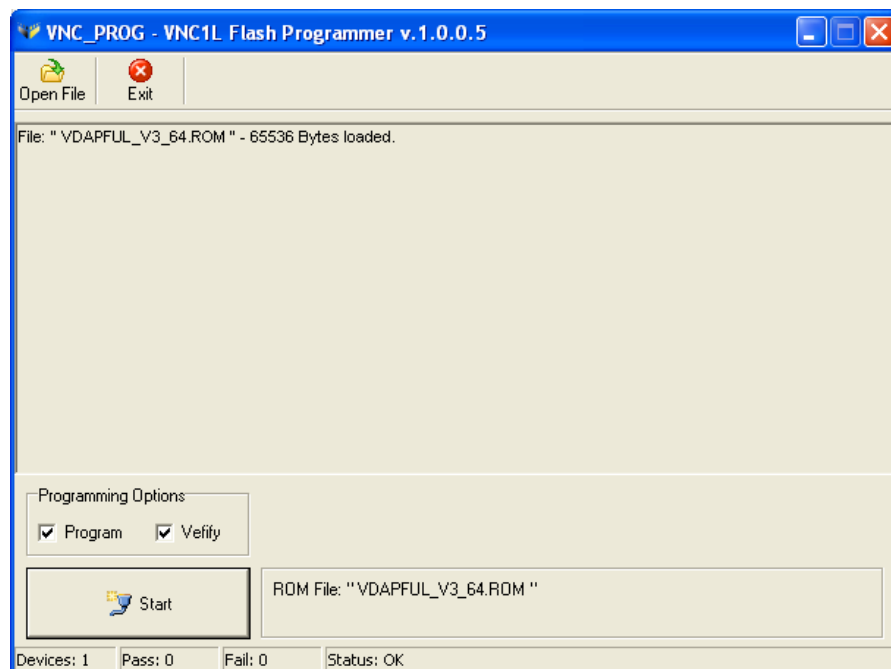 VNC_PROG - VNC1L Flash Programmer v.1.0.0.5
Open File Exit
File: " VDAPFUL_V3_64.ROM " - 65536 Bytes loaded.
Programming Options
Program Vefify
Start
ROM File: " VDAPFUL_V3_64.ROM "
Devices: 1 Pass: 0 Fail: 0 Status: OK